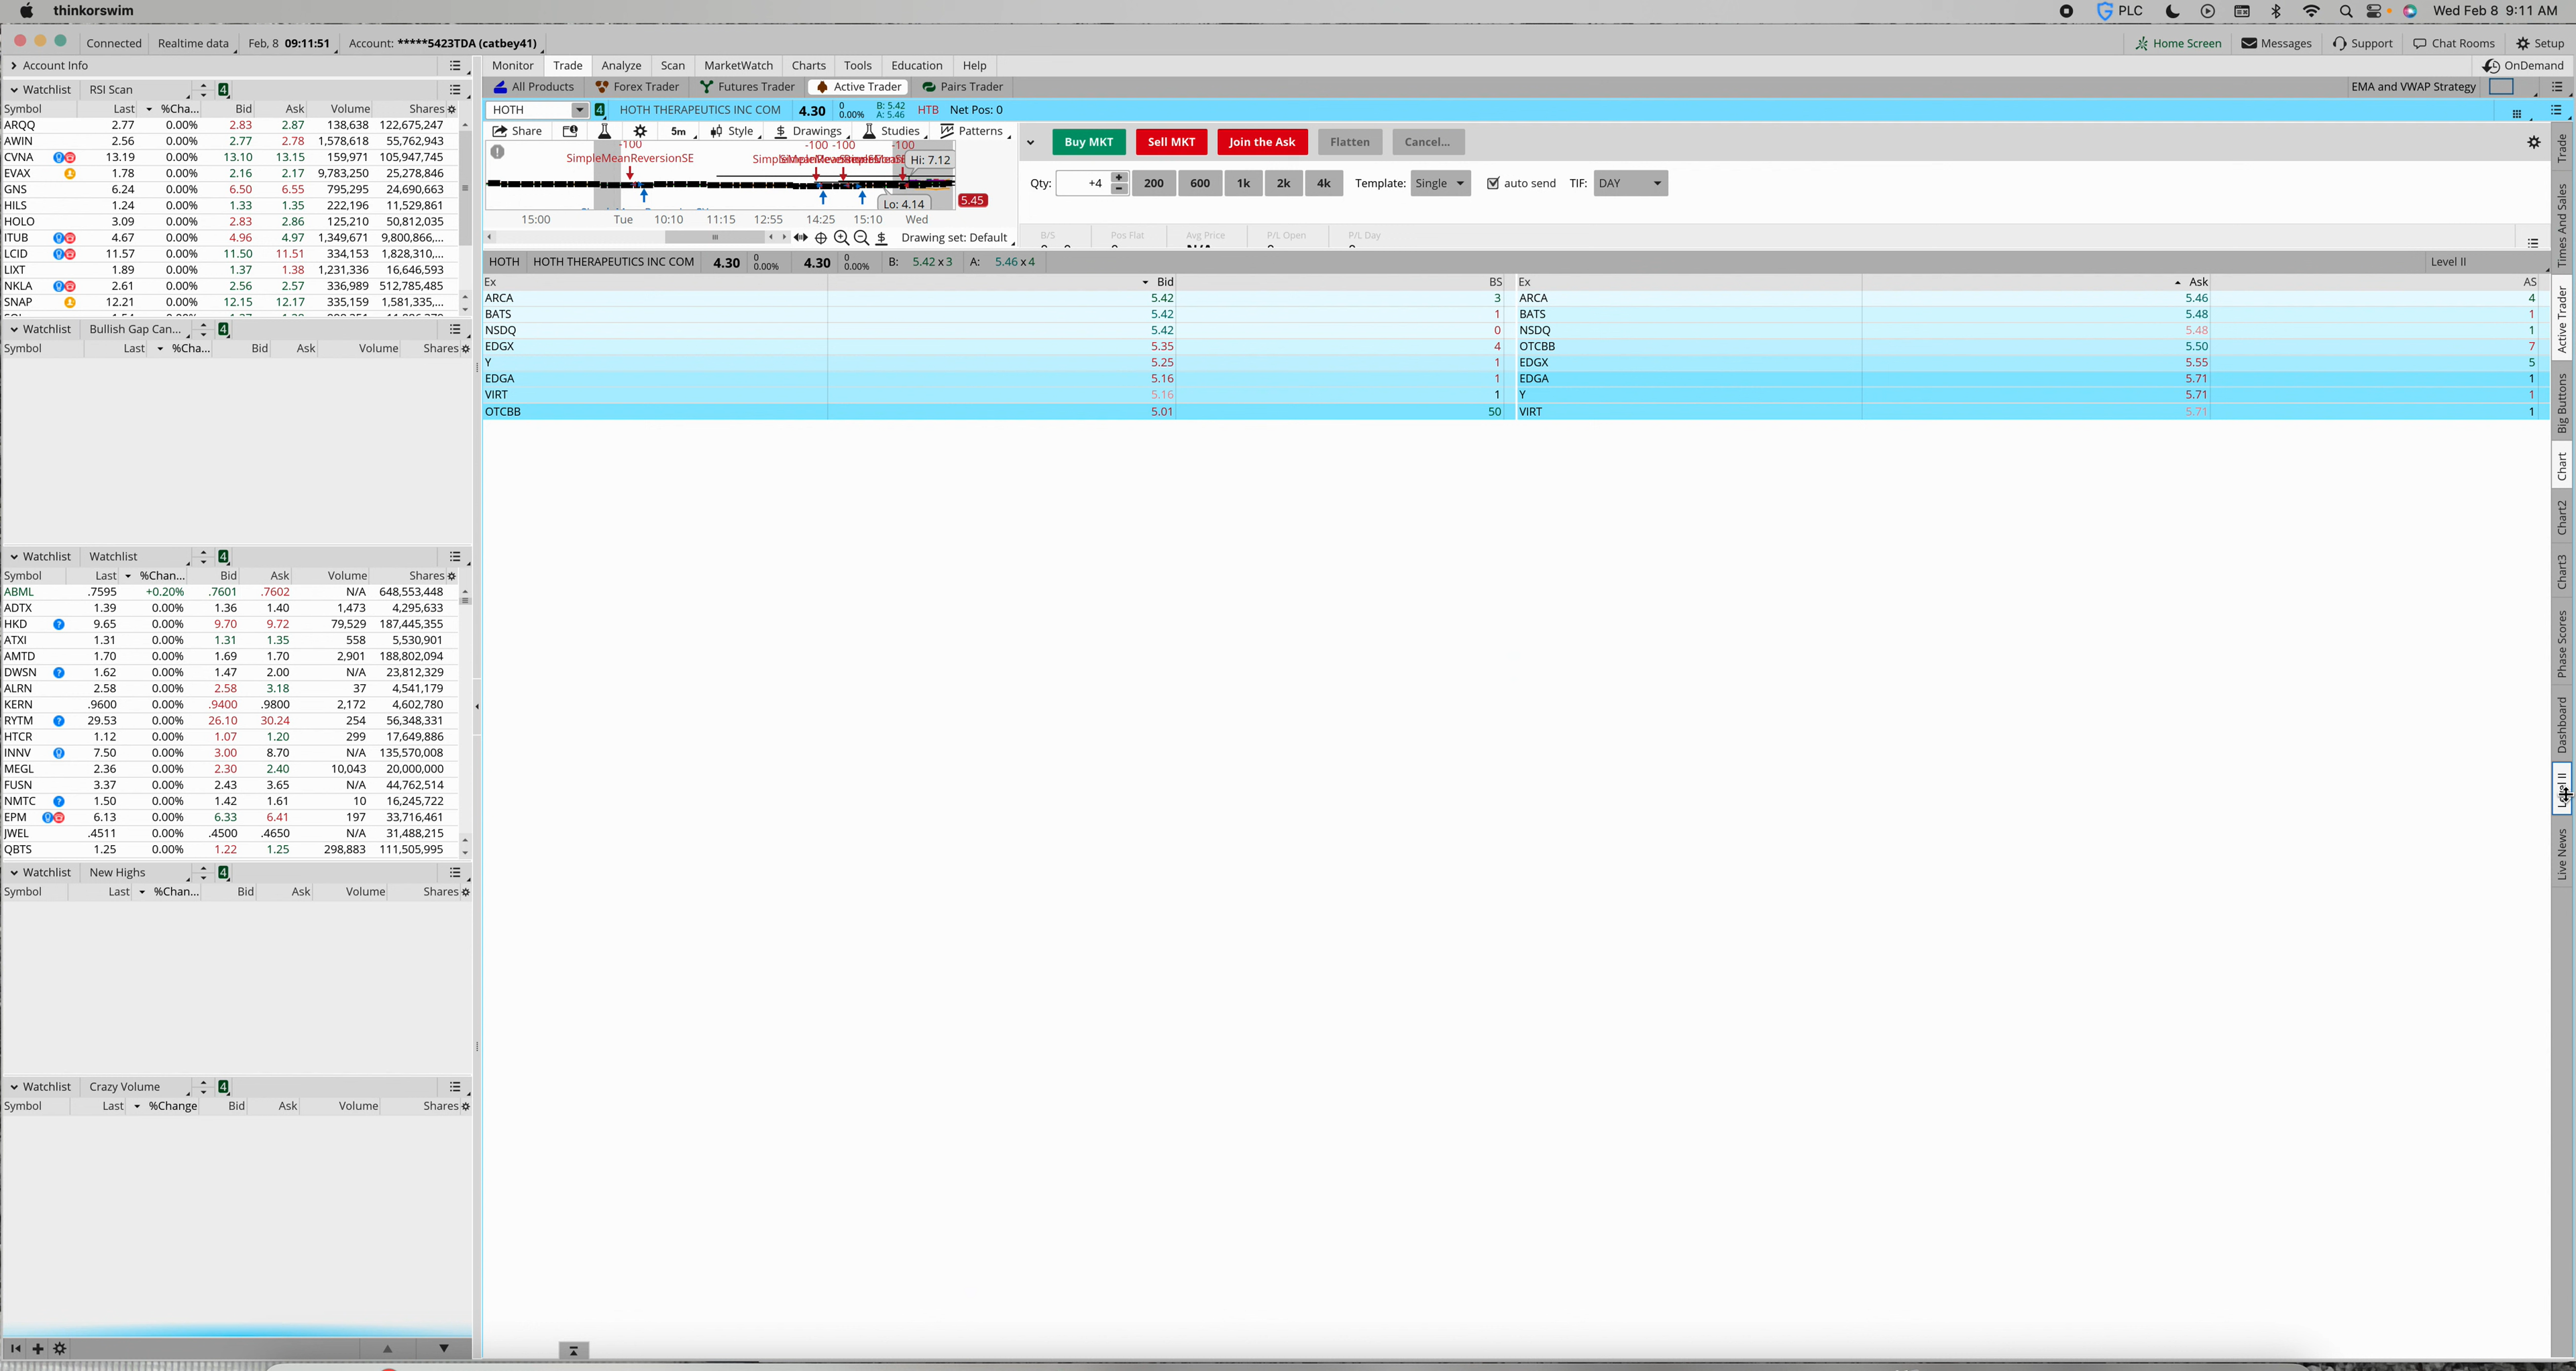 thinkorswim
PLC
Wed Feb 8 9:11 AM
Connected Realtime data Feb, 8 09:11:51 Account: *****5423TDA (catbey41)
Home Screen Messages Support Chat Rooms Setup
Account Info
Monitor Trade Analyze Scan MarketWatch Charts Tools Education Help
OnDemand
All Products Forex Trader Futures Trader Active Trader Pairs Trader
EMA and VWAP Strategy
Watchlist RSI Scan 4
Symbol Last %Cha... Bid Ask Volume Shares
ARQQ 2.77 0.00% 2.83 2.87 138,638 122,675,247
AWIN 2.56 0.00% 2.77 2.78 1,578,618 55,762,943
CVNA 13.19 0.00% 13.10 13.15 159,971 105,947,745
EVAX 1.78 0.00% 2.16 2.17 9,783,250 25,278,846
GNS 6.24 0.00% 6.50 6.55 795,295 24,690,663
HILS 1.24 0.00% 1.33 1.35 222,196 11,529,861
HOLO 3.09 0.00% 2.83 2.86 125,210 50,812,035
ITUB 4.67 0.00% 4.96 4.97 1,349,671 9,800,866,...
LCID 11.57 0.00% 11.50 11.51 334,153 1,828,310,...
LIXT 1.89 0.00% 1.37 1.38 1,231,336 16,646,593
NKLA 2.61 0.00% 2.56 2.57 336,989 512,785,485
SNAP 12.21 0.00% 12.15 12.17 335,159 1,581,335,...
Watchlist Bullish Gap Can... 4
Symbol Last %Cha... Bid Ask Volume Shares
Watchlist Watchlist 4
Symbol Last %Chan... Bid Ask Volume Shares
ABML .7595 +0.20% .7601 .7602 N/A 648,553,448
ADTX 1.39 0.00% 1.36 1.40 1,473 4,295,633
HKD 9.65 0.00% 9.70 9.72 79,529 187,445,355
ATXI 1.31 0.00% 1.31 1.35 558 5,530,901
AMTD 1.70 0.00% 1.69 1.70 2,901 188,802,094
DWSN 1.62 0.00% 1.47 2.00 N/A 23,812,329
ALRN 2.58 0.00% 2.58 3.18 37 4,541,179
KERN .9600 0.00% .9400 .9800 2,172 4,602,780
RYTM 29.53 0.00% 26.10 30.24 254 56,348,331
HTCR 1.12 0.00% 1.07 1.20 299 17,649,886
INNV 7.50 0.00% 3.00 8.70 N/A 135,570,008
MEGL 2.36 0.00% 2.30 2.40 10,043 20,000,000
FUSN 3.37 0.00% 2.43 3.65 N/A 44,762,514
NMTC 1.50 0.00% 1.42 1.61 10 16,245,722
EPM 6.13 0.00% 6.33 6.41 197 33,716,461
JWEL .4511 0.00% .4500 .4650 N/A 31,488,215
QBTS 1.25 0.00% 1.22 1.25 298,883 111,505,995
Watchlist New Highs 4
Symbol Last %Chan... Bid Ask Volume Shares
Watchlist Crazy Volume 4
Symbol Last %Change Bid Ask Volume Shares
HOTH 4 HOTH THERAPEUTICS INC COM 4.30 0 0.00% B: 5.42 A: 5.46 HTB Net Pos: 0
Share 5m Style Drawings Studies Patterns
-100 -100 -100 -100
SimpleMeanReversionSE
Hi: 7.12
Lo: 4.14
5.45
15:00 Tue 10:10 11:15 12:55 14:25 15:10 Wed
Drawing set: Default
Buy MKT Sell MKT Join the Ask Flatten Cancel...
Qty: +4 200 600 1k 2k 4k Template: Single auto send TIF: DAY
B/S Pos Flat Avg Price P/L Open P/L Day
HOTH HOTH THERAPEUTICS INC COM 4.30 0 0.00% 4.30 0 0.00% B: 5.42 x 3 A: 5.46 x 4 Level II
Ex Bid BS Ex Ask AS
ARCA 5.42 3 ARCA 5.46 4
BATS 5.42 1 BATS 5.48 1
NSDQ 5.42 0 NSDQ 5.48 1
EDGX 5.35 4 OTCBB 5.50 7
Y 5.25 1 EDGX 5.55 5
EDGA 5.16 1 EDGA 5.71 1
VIRT 5.16 1 Y 5.71 1
OTCBB 5.01 50 VIRT 5.71 1
Trade
Times And Sales
Active Trader
Big Buttons
Chart
Chart2
Chart3
Phase Scores
Dashboard
Level II
Live News